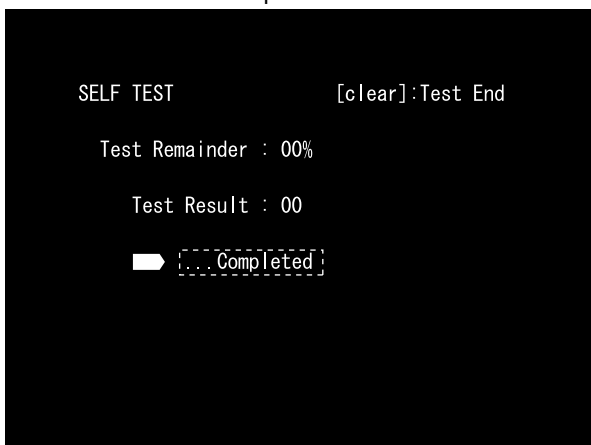 SELF TEST [clear]:Test End
Test Remainder : 00%
Test Result : 00
...Completed